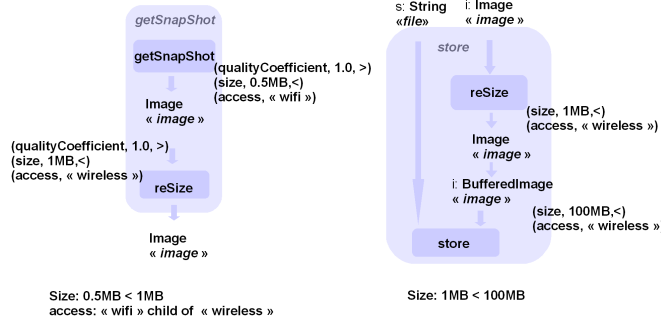 getSnapShot
getSnapShot
(qualityCoefficient, 1.0, >)
(size, 0.5MB,<)
(access, « wifi »)
Image
« image »
(qualityCoefficient, 1.0, >)
(size, 1MB,<)
(access, « wireless »)
reSize
Image
« image »
Size: 0.5MB < 1MB
access: « wifi » child of « wireless »
s: String
«file»
i: Image
« image »
store
reSize
(size, 1MB,<)
(access, « wireless »)
Image
« image »
i: BufferedImage
« image »
(size, 100MB,<)
(access, « wireless »
store
Size: 1MB < 100MB